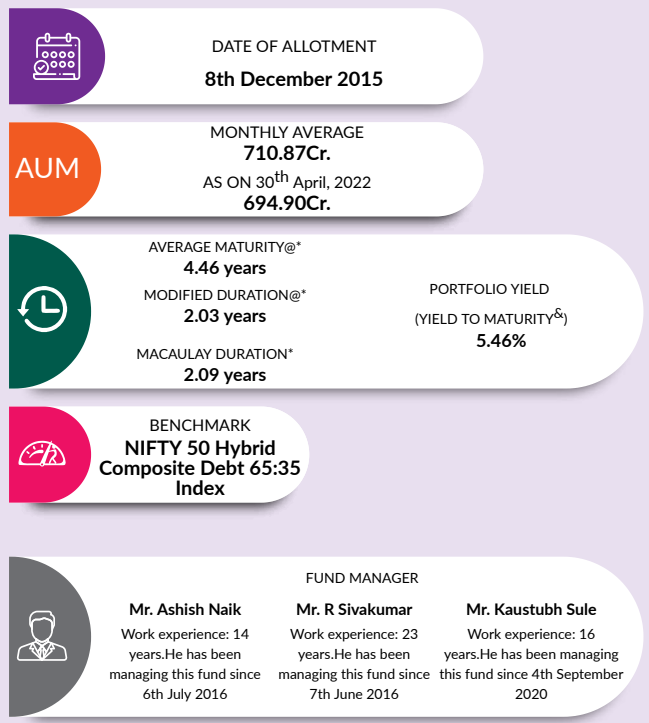 DATE OF ALLOTMENT
8th December 2015
AUM
MONTHLY AVERAGE
710.87Cr.
AS ON 30th April, 2022
694.90Cr.
AVERAGE MATURITY@*
4.46 years
MODIFIED DURATION@*
2.03 years
MACAULAY DURATION*
2.09 years
PORTFOLIO YIELD
(YIELD TO MATURITY&)
5.46%
BENCHMARK
NIFTY 50 Hybrid
Composite Debt 65:35
Index
FUND MANAGER
Mr. Ashish Naik
Work experience: 14
years.He has been
managing this fund since
6th July 2016
Mr. R Sivakumar
Work experience: 23
years.He has been
managing this fund since
7th June 2016
Mr. Kaustubh Sule
Work experience: 16
years.He has been managing
this fund since 4th September
2020